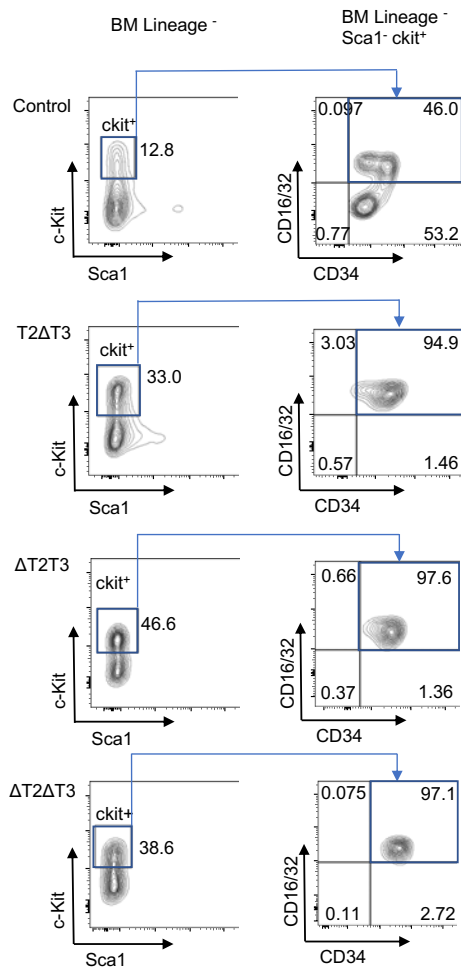 BM Lineage -
BM Lineage -
Sca1- ckit+
Control
ckit+
12.8
c-Kit
Sca1
0.097
46.0
CD16/32
0.77
53.2
CD34
T2ΔT3
ckit+
33.0
c-Kit
Sca1
3.03
94.9
CD16/32
0.57
1.46
CD34
ΔT2T3
ckit+
46.6
c-Kit
Sca1
0.66
97.6
CD16/32
0.37
1.36
CD34
ΔT2ΔT3
ckit+
38.6
c-Kit
Sca1
0.075
97.1
CD16/32
0.11
2.72
CD34